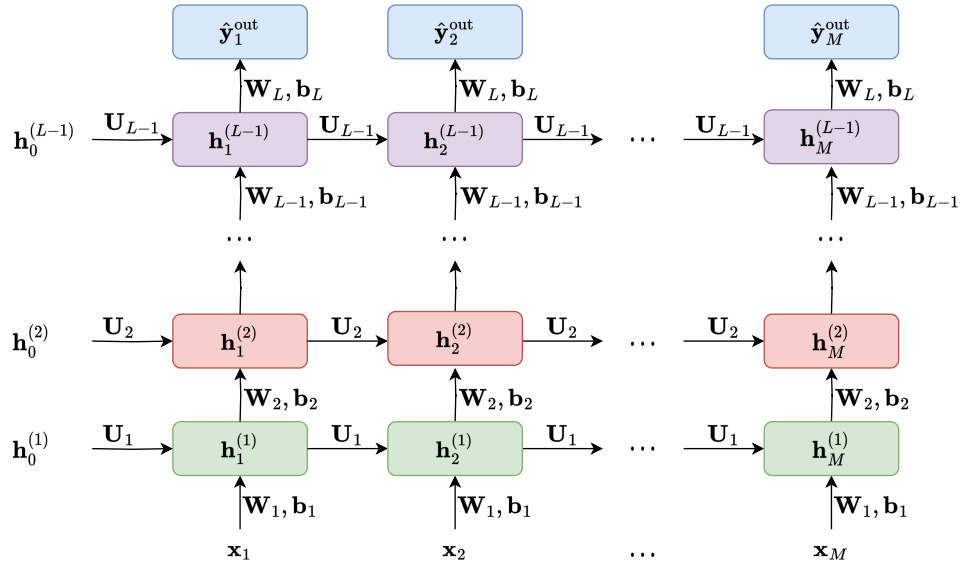 ŷ₁^out ŷ₂^out ŷ_M^out
W_L, b_L W_L, b_L W_L, b_L
h₀^(L−1) U_{L−1} h₁^(L−1) U_{L−1} h₂^(L−1) U_{L−1} ⋯ U_{L−1} h_M^(L−1)
W_{L−1}, b_{L−1} W_{L−1}, b_{L−1} W_{L−1}, b_{L−1}
⋯ ⋯ ⋯
h₀^(2) U₂ h₁^(2) U₂ h₂^(2) U₂ ⋯ U₂ h_M^(2)
W₂, b₂ W₂, b₂ W₂, b₂
h₀^(1) U₁ h₁^(1) U₁ h₂^(1) U₁ ⋯ U₁ h_M^(1)
W₁, b₁ W₁, b₁ W₁, b₁
x₁ x₂ ⋯ x_M